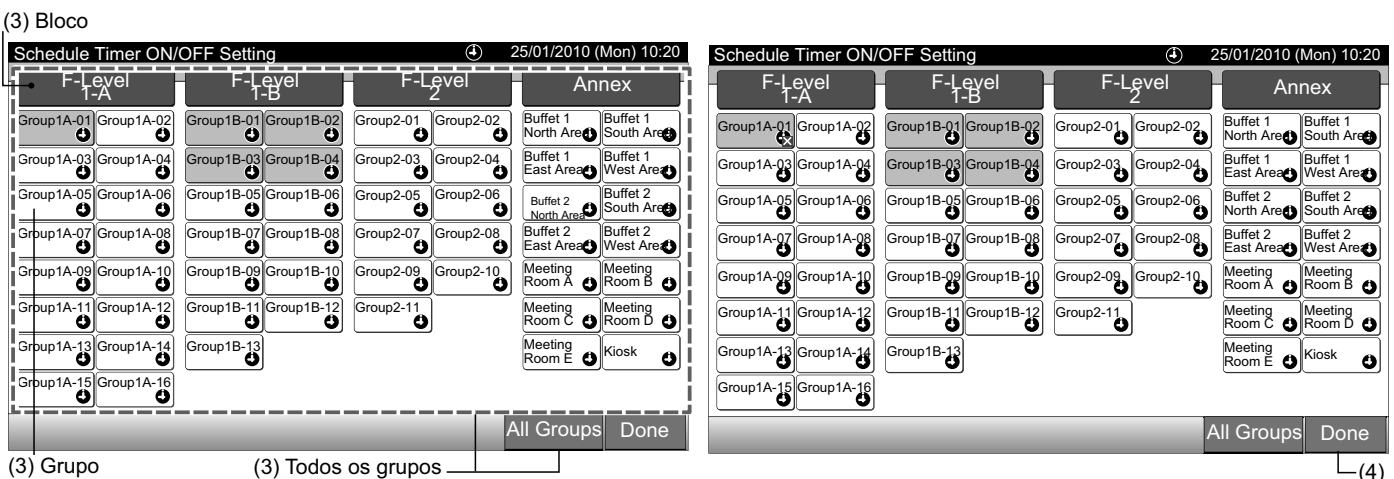 (3) Bloco
Schedule Timer ON/OFF Setting 25/01/2010 (Mon) 10:20
F-Level
1-A
F-Level
1-B
F-Level
2
Annex
Group1A-01 Group1A-02 Group1B-01 Group1B-02 Group2-01 Group2-02 Buffet 1 Buffet 1
North Area South Area
Group1A-03 Group1A-04 Group1B-03 Group1B-04 Group2-03 Group2-04 Buffet 1 Buffet 1
East Area West Area
Group1A-05 Group1A-06 Group1B-05 Group1B-06 Group2-05 Group2-06 Buffet 2 Buffet 2
North Area South Area
Group1A-07 Group1A-08 Group1B-07 Group1B-08 Group2-07 Group2-08 Buffet 2 Buffet 2
East Area West Area
Group1A-09 Group1A-10 Group1B-09 Group1B-10 Group2-09 Group2-10 Meeting Meeting
Room A Room B
Group1A-11 Group1A-12 Group1B-11 Group1B-12 Group2-11 Meeting Meeting
Room C Room D
Group1A-13 Group1A-14 Group1B-13 Meeting Kiosk
Room E
Group1A-15 Group1A-16
All Groups Done
(3) Grupo (3) Todos os grupos
Schedule Timer ON/OFF Setting 25/01/2010 (Mon) 10:20
F-Level
1-A
F-Level
1-B
F-Level
2
Annex
Group1A-01 Group1A-02 Group1B-01 Group1B-02 Group2-01 Group2-02 Buffet 1 Buffet 1
North Area South Area
Group1A-03 Group1A-04 Group1B-03 Group1B-04 Group2-03 Group2-04 Buffet 1 Buffet 1
East Area West Area
Group1A-05 Group1A-06 Group1B-05 Group1B-06 Group2-05 Group2-06 Buffet 2 Buffet 2
North Area South Area
Group1A-07 Group1A-08 Group1B-07 Group1B-08 Group2-07 Group2-08 Buffet 2 Buffet 2
East Area West Area
Group1A-09 Group1A-10 Group1B-09 Group1B-10 Group2-09 Group2-10 Meeting Meeting
Room A Room B
Group1A-11 Group1A-12 Group1B-11 Group1B-12 Group2-11 Meeting Meeting
Room C Room D
Group1A-13 Group1A-14 Group1B-13 Meeting Kiosk
Room E
Group1A-15 Group1A-16
All Groups Done
(4)